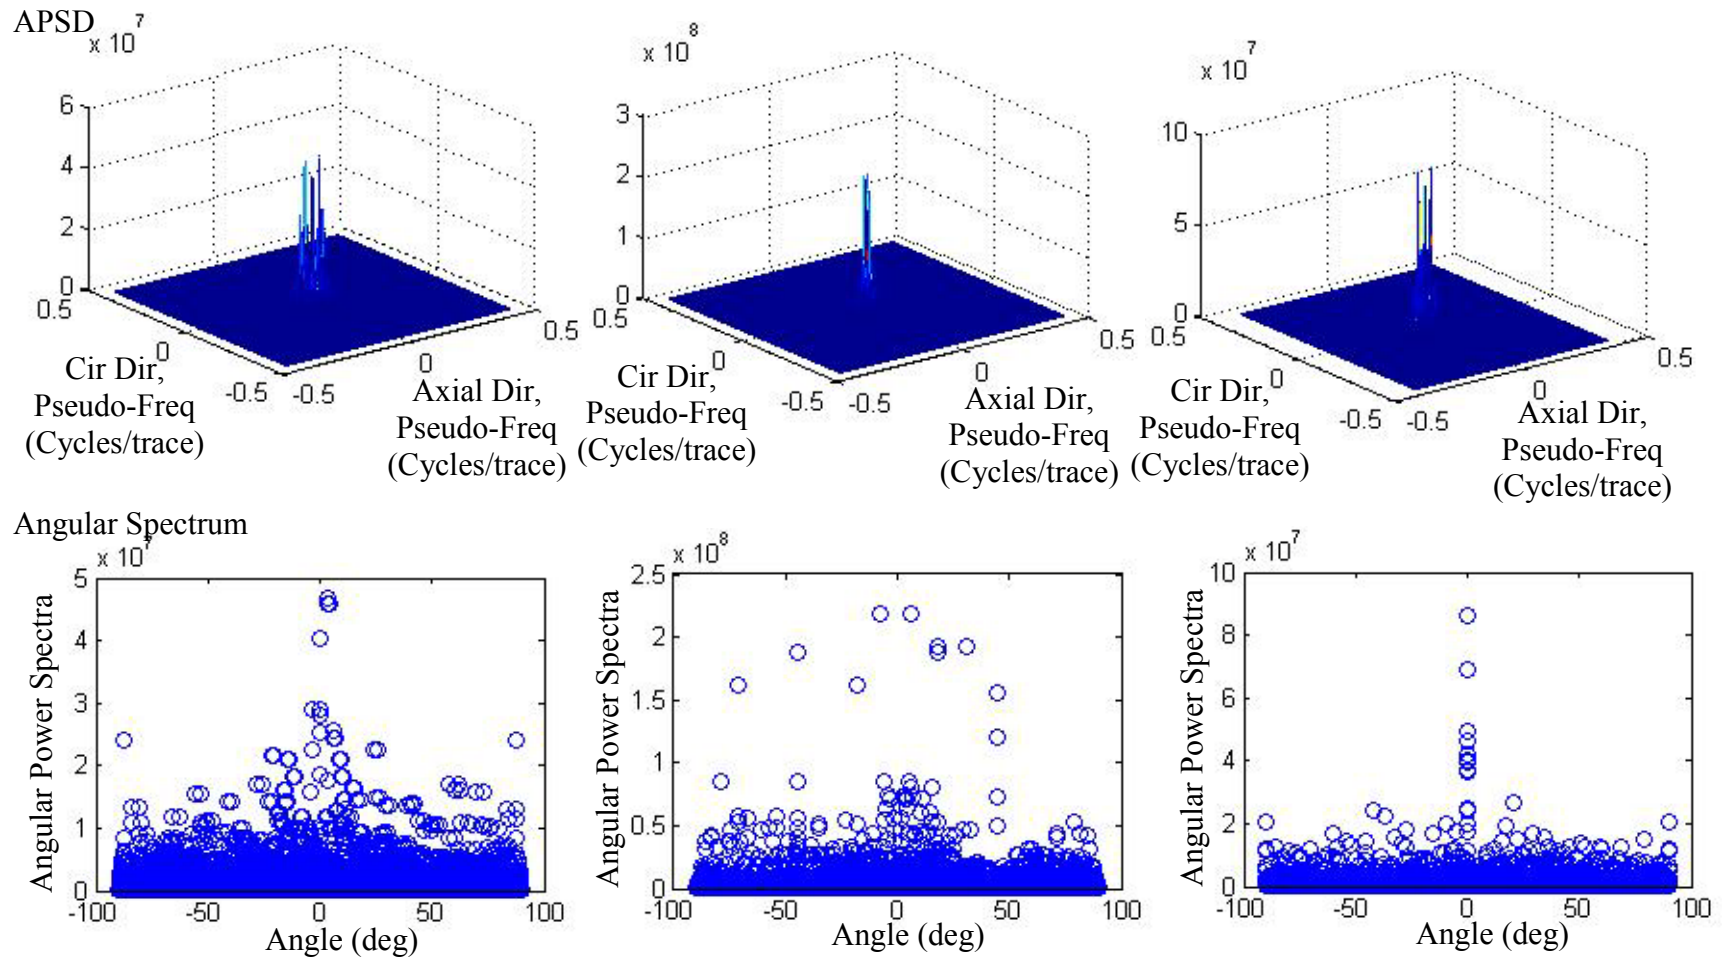 APSD
x 10^7
6
4
2
0
0.5
0
-0.5
-0.5
0
0.5
Cir Dir,
Pseudo-Freq
(Cycles/trace)
Axial Dir,
Pseudo-Freq
(Cycles/trace)
x 10^8
3
2
1
0
0.5
0
-0.5
-0.5
0
0.5
Cir Dir,
Pseudo-Freq
(Cycles/trace)
Axial Dir,
Pseudo-Freq
(Cycles/trace)
x 10^7
10
5
0
0.5
0
-0.5
-0.5
0
0.5
Cir Dir,
Pseudo-Freq
(Cycles/trace)
Axial Dir,
Pseudo-Freq
(Cycles/trace)
Angular Spectrum
x 10^7
Angular Power Spectra
5
4
3
2
1
0
-100 -50 0 50 100
Angle (deg)
x 10^8
Angular Power Spectra
2.5
2
1.5
1
0.5
0
-100 -50 0 50 100
Angle (deg)
x 10^7
Angular Power Spectra
10
8
6
4
2
0
-100 -50 0 50 100
Angle (deg)